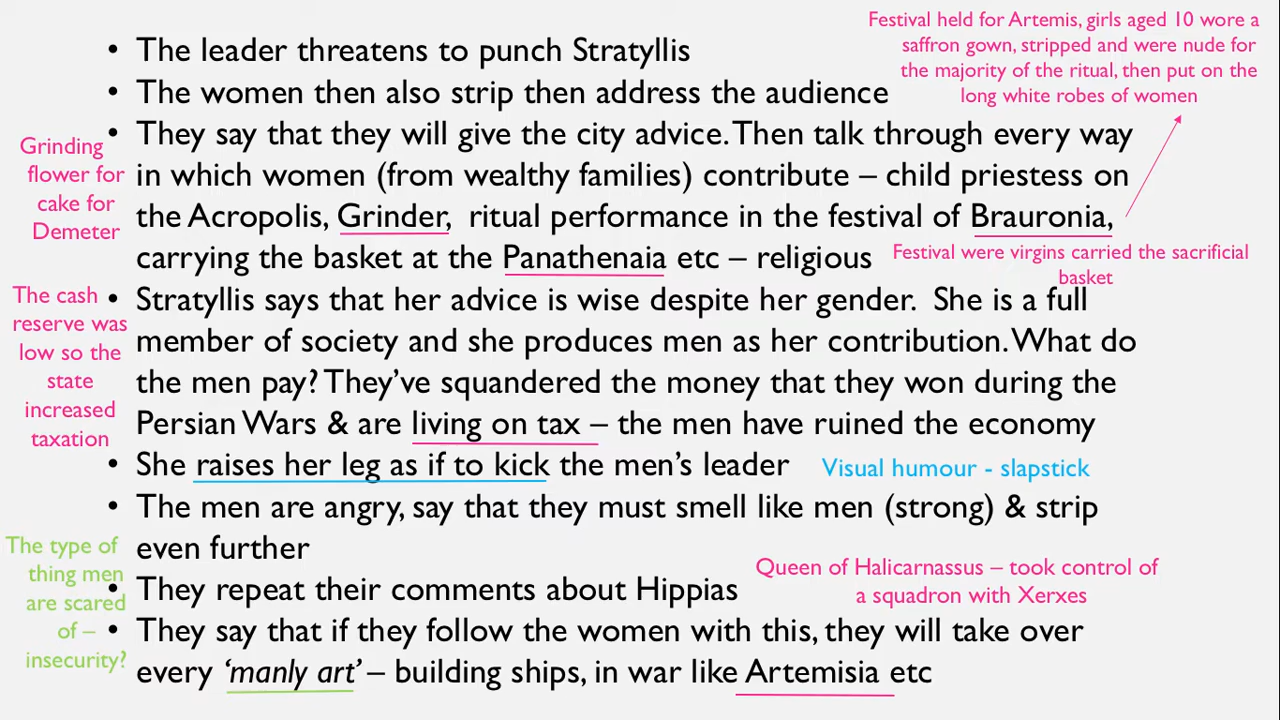 Festival held for Artemis, girls aged 10 wore a
saffron gown, stripped and were nude for
the majority of the ritual, then put on the
long white robes of women
• The leader threatens to punch Stratyllis
• The women then also strip then address the audience
• They say that they will give the city advice. Then talk through every way
in which women (from wealthy families) contribute – child priestess on
the Acropolis, Grinder, ritual performance in the festival of Brauronia,
carrying the basket at the Panathenaia etc – religious
Grinding
flower for
cake for
Demeter
Festival were virgins carried the sacrificial
basket
• Stratyllis says that her advice is wise despite her gender. She is a full
member of society and she produces men as her contribution. What do
the men pay? They've squandered the money that they won during the
Persian Wars & are living on tax – the men have ruined the economy
The cash
reserve was
low so the
state
increased
taxation
• She raises her leg as if to kick the men's leader
Visual humour - slapstick
• The men are angry, say that they must smell like men (strong) & strip
even further
• They repeat their comments about Hippias
Queen of Halicarnassus – took control of
a squadron with Xerxes
• They say that if they follow the women with this, they will take over
every 'manly art' – building ships, in war like Artemisia etc
The type of
thing men
are scared
of –
insecurity?